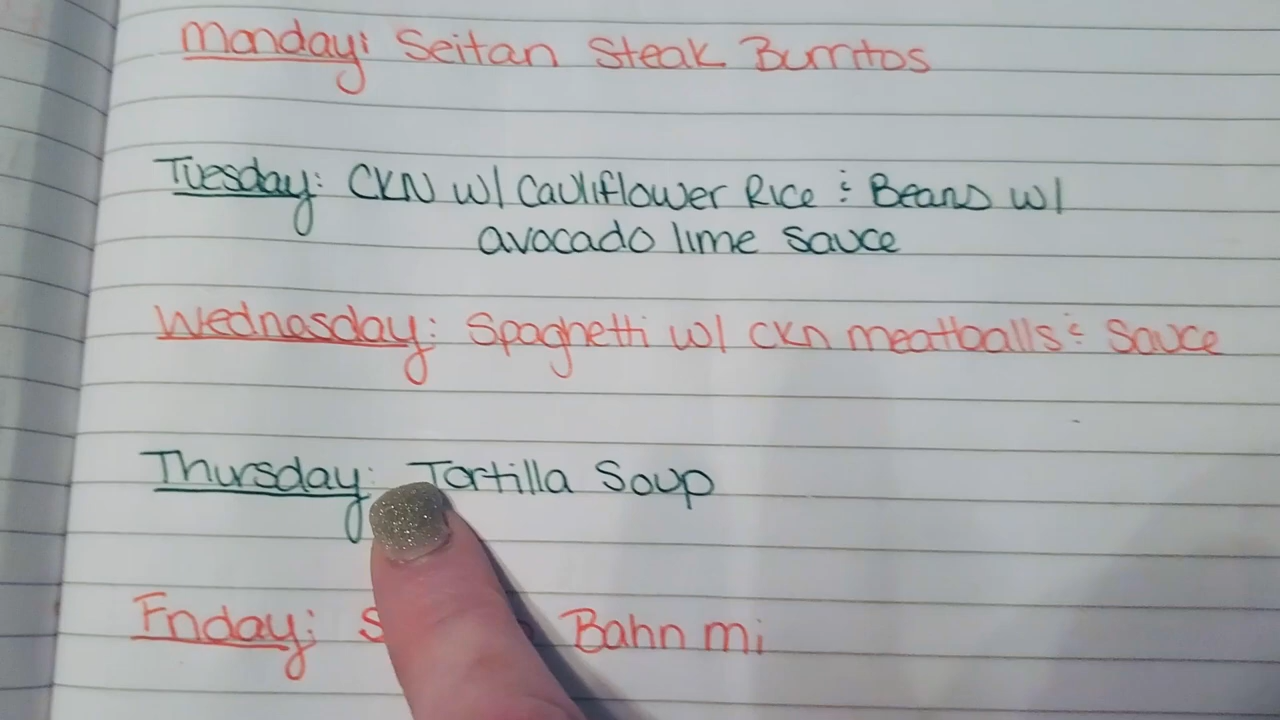 Monday: Seitan Steak Burritos
Tuesday: CKN w/ Cauliflower Rice & Beans w/
avocado lime sauce
Wednasday: Spaghetti w/ CKN meatballs & Sauce
Thursday: Tortilla Soup
Friday: Bahn mi